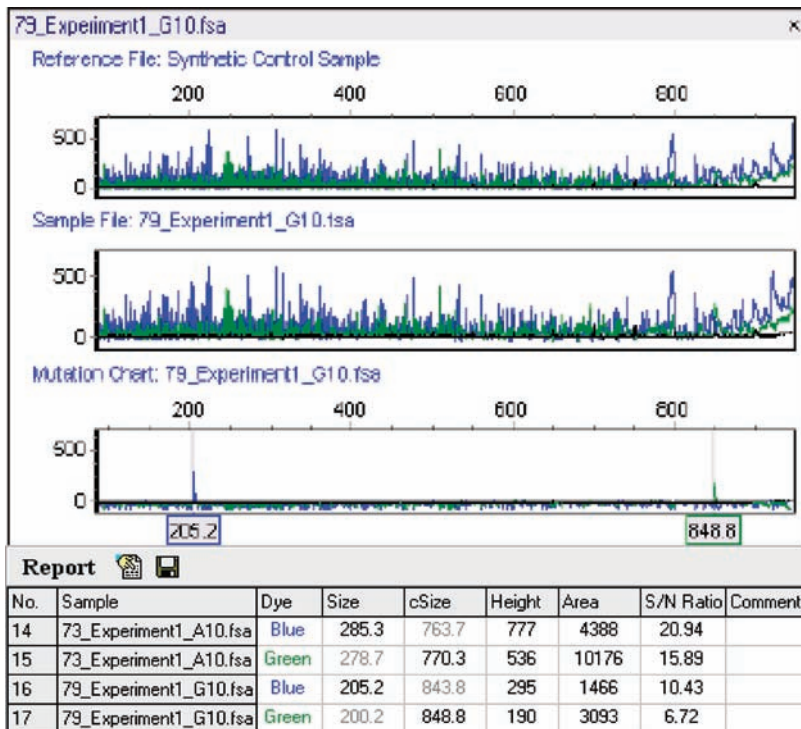 79_Experiment1_G10.fsa ×
Reference File: Synthetic Control Sample
200 400 600 800
500
0
Sample File: 79_Experiment1_G10.fsa
500
0
Mutation Chart: 79_Experiment1_G10.fsa
200 400 600 800
500
0
205.2 848.8
Report
No. Sample Dye Size cSize Height Area S/N Ratio Comment
14 73_Experiment1_A10.fsa Blue 285.3 763.7 777 4388 20.94
15 73_Experiment1_A10.fsa Green 278.7 770.3 536 10176 15.89
16 79_Experiment1_G10.fsa Blue 205.2 843.8 295 1466 10.43
17 79_Experiment1_G10.fsa Green 200.2 848.8 190 3093 6.72